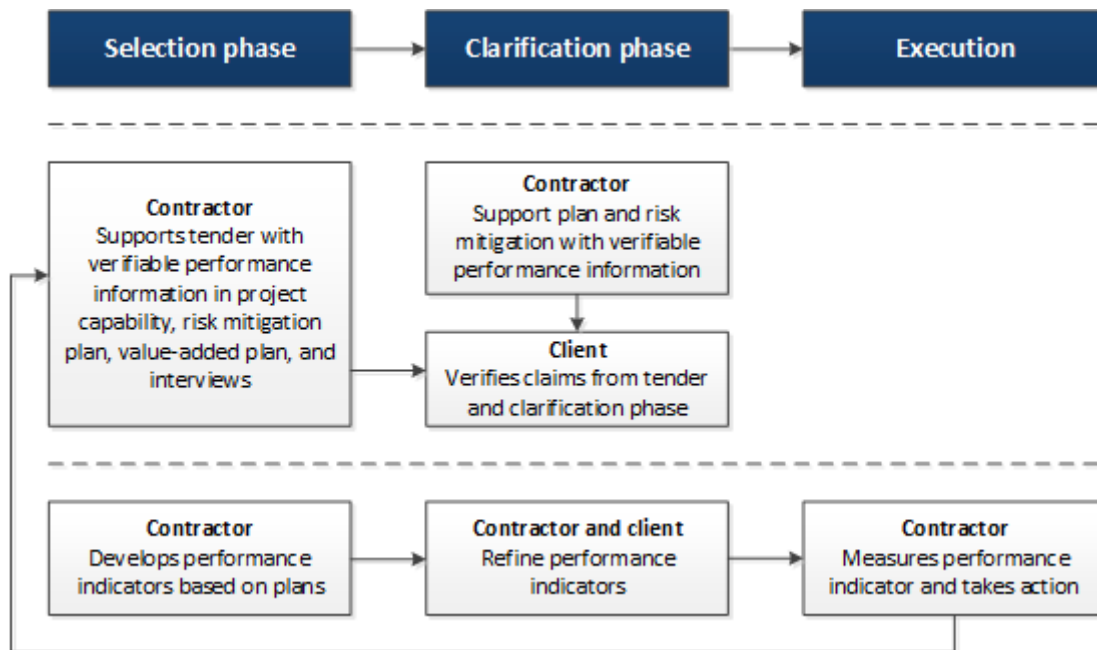 Selection phase
Clarification phase
Execution
Contractor
Supports tender with
verifiable performance
information in project
capability, risk mitigation
plan, value-added plan, and
interviews
Contractor
Support plan and risk
mitigation with verifiable
performance information
Client
Verifies claims from tender
and clarification phase
Contractor
Develops performance
indicators based on plans
Contractor and client
Refine performance
indicators
Contractor
Measures performance
indicator and takes action